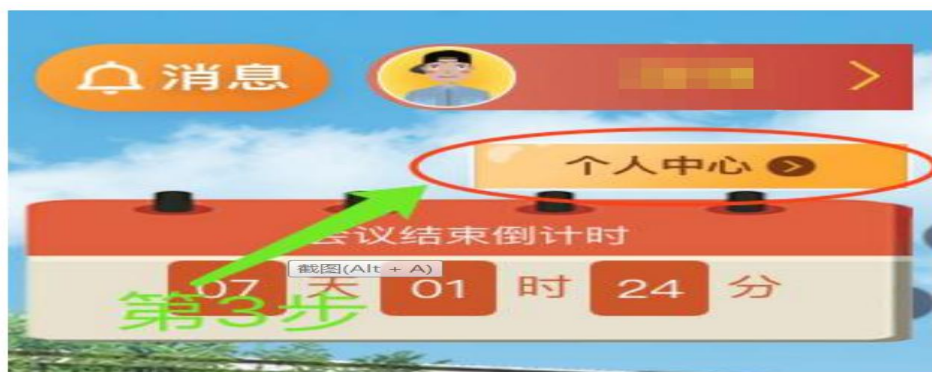 消息
个人中心
会议结束倒计时
截图(Alt + A)
07 天 01 时 24 分
第3步